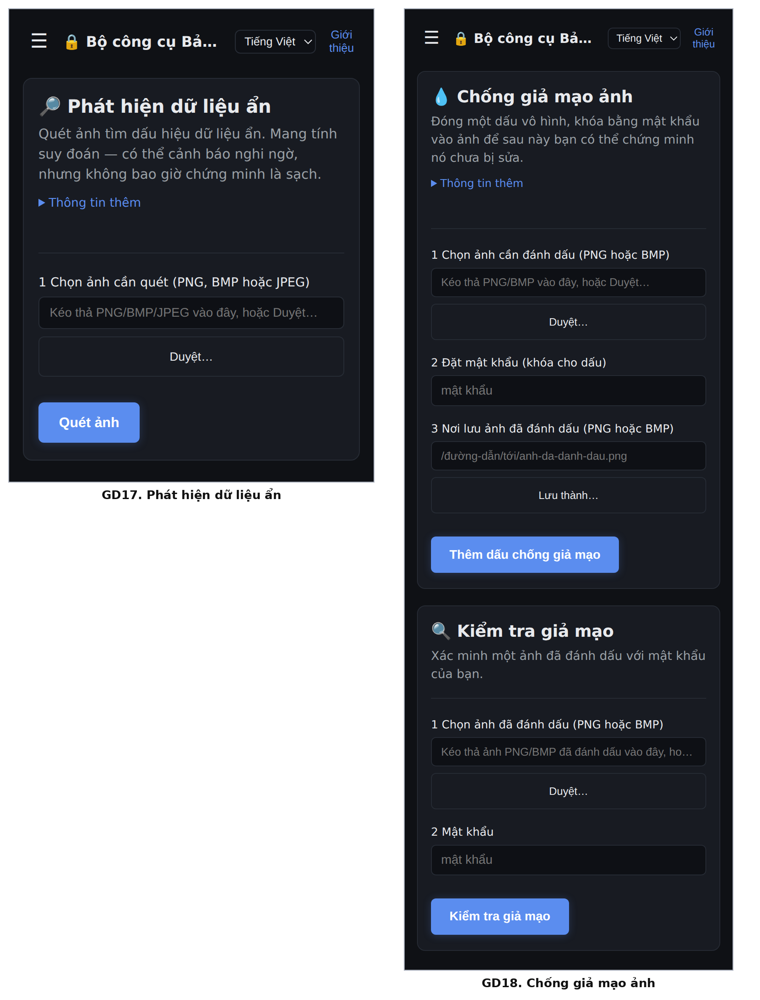 ☰ 🔒 Bộ công cụ Bả... Tiếng Việt Giới thiệu
🔎 Phát hiện dữ liệu ẩn
Quét ảnh tìm dấu hiệu dữ liệu ẩn. Mang tính
suy đoán — có thể cảnh báo nghi ngờ,
nhưng không bao giờ chứng minh là sạch.
▶ Thông tin thêm
1 Chọn ảnh cần quét (PNG, BMP hoặc JPEG)
Kéo thả PNG/BMP/JPEG vào đây, hoặc Duyệt…
Duyệt…
Quét ảnh
GD17. Phát hiện dữ liệu ẩn
☰ 🔒 Bộ công cụ Bả... Tiếng Việt Giới thiệu
💧 Chống giả mạo ảnh
Đóng một dấu vô hình, khóa bằng mật khẩu
vào ảnh để sau này bạn có thể chứng minh
nó chưa bị sửa.
▶ Thông tin thêm
1 Chọn ảnh cần đánh dấu (PNG hoặc BMP)
Kéo thả PNG/BMP vào đây, hoặc Duyệt…
Duyệt…
2 Đặt mật khẩu (khóa cho dấu)
mật khẩu
3 Nơi lưu ảnh đã đánh dấu (PNG hoặc BMP)
/đường-dẫn/tới/anh-da-danh-dau.png
Lưu thành…
Thêm dấu chống giả mạo
🔍 Kiểm tra giả mạo
Xác minh một ảnh đã đánh dấu với mật khẩu
của bạn.
1 Chọn ảnh đã đánh dấu (PNG hoặc BMP)
Kéo thả ảnh PNG/BMP đã đánh dấu vào đây, ho…
Duyệt…
2 Mật khẩu
mật khẩu
Kiểm tra giả mạo
GD18. Chống giả mạo ảnh